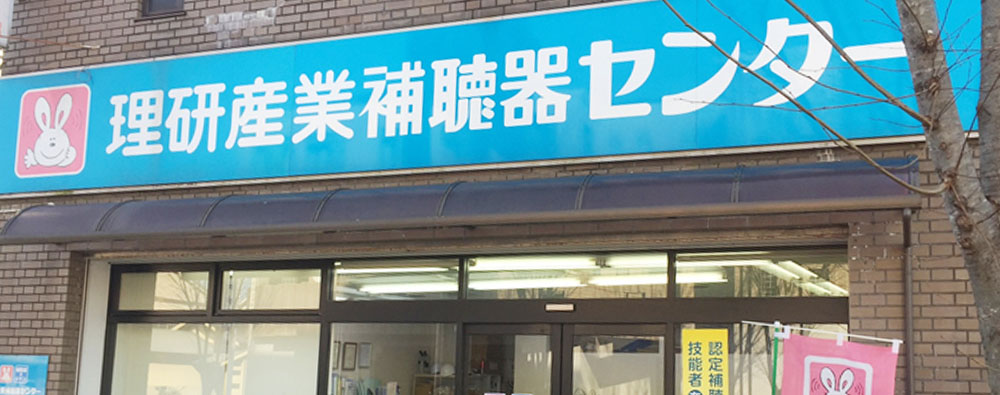 理研産業補聴器センター
認定補聴
技能者